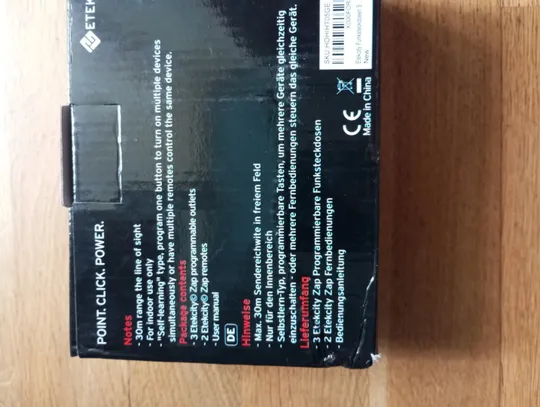 ETEK
POINT. CLICK. POWER.
Notes
- 30m range the line of sight
- For indoor use only
- "Self-learning" type, program one button to turn on multiple devices
simultaneously or have multiple remotes control the same device.
Package contents
- 3 Etekcity© Zap programmable outlets
- 2 Etekcity© Zap remotes
- User manual
DE
Hinweise
- Max. 30m Sendereichwite in freiem Feld
- Nur für den Innenbereich
- Selbstlern-Typ, programmierbare Tasten, um mehrere Geräte gleichzeitig
einzuschalten - oder mehrere Fernbedienungen steuern das gleiche Gerät.
Lieferumfang
- 3 Etekcity Zap Programmierbare Funksteckdosen
- 2 Etekcity Zap Fernbedienungen
- Bedienungsanleitung
New
CE
Made in China